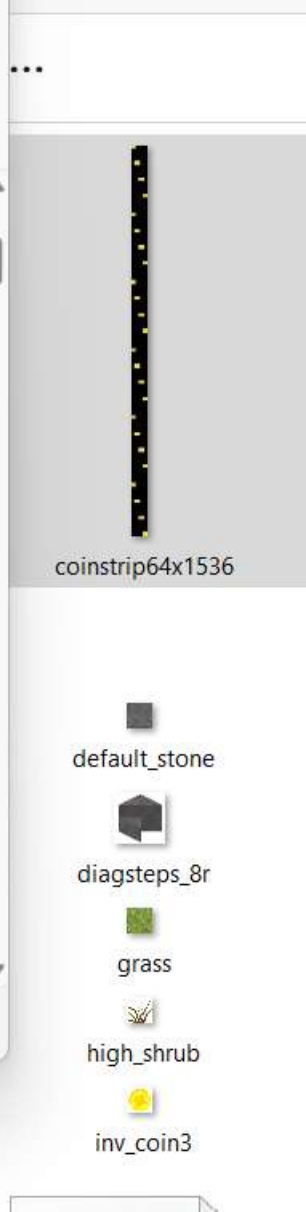 ...
coinstrip64x1536
default_stone
diagsteps_8r
grass
high_shrub
inv_coin3